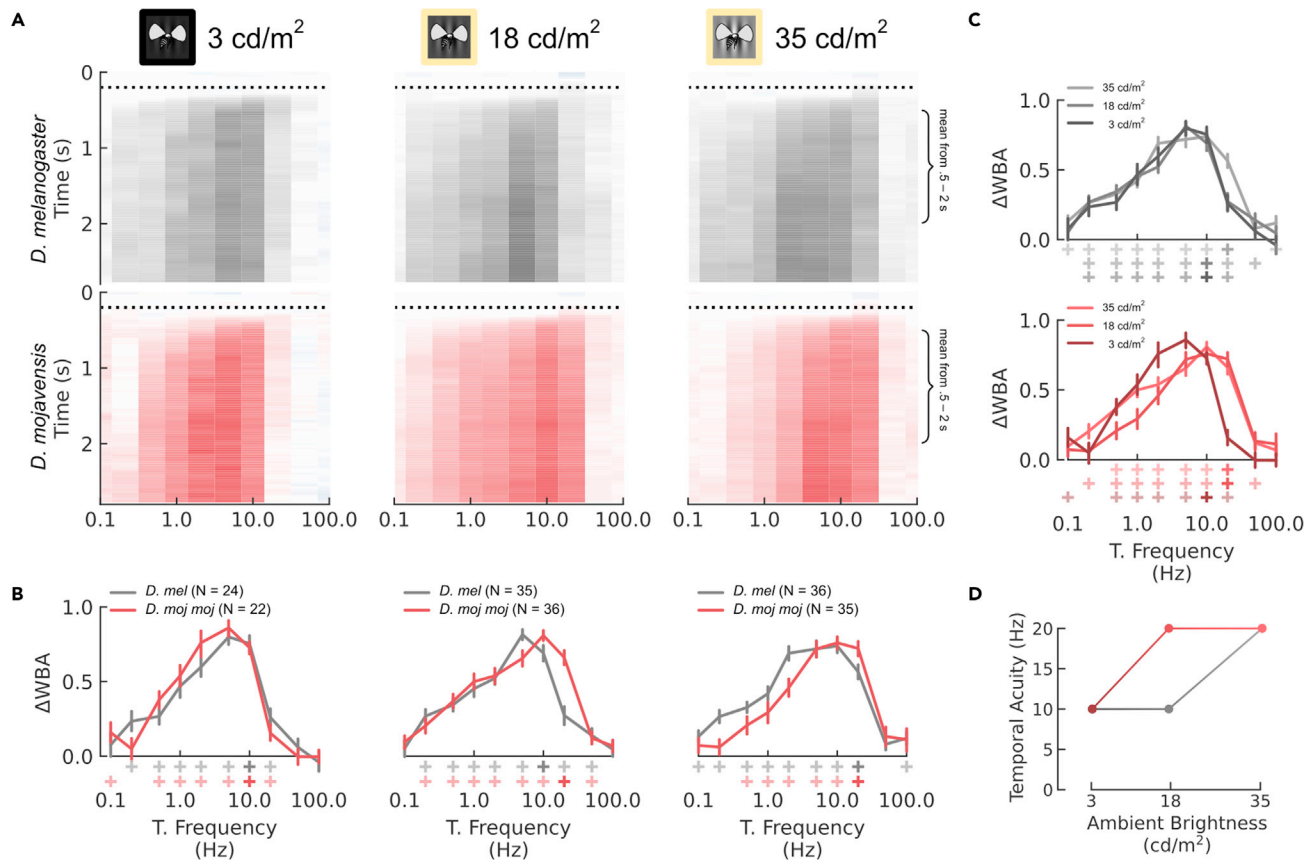 A
3 cd/m²
18 cd/m²
35 cd/m²
D. melanogaster
Time (s)
0
1
2
mean from .5 – 2 s
mean from .5 – 2 s
D. mojavensis
Time (s)
0
1
2
0.1 1.0 10.0
0.1 1.0 10.0
0.1 1.0 10.0 100.0
B
D. mel (N = 24)
D. moj moj (N = 22)
D. mel (N = 35)
D. moj moj (N = 36)
D. mel (N = 36)
D. moj moj (N = 35)
ΔWBA
1.0
0.5
0.0
0.1 1.0 10.0 100.0
T. Frequency
(Hz)
0.1 1.0 10.0 100.0
T. Frequency
(Hz)
0.1 1.0 10.0 100.0
T. Frequency
(Hz)
C
35 cd/m²
18 cd/m²
3 cd/m²
ΔWBA
1.0
0.5
0.0
35 cd/m²
18 cd/m²
3 cd/m²
ΔWBA
1.0
0.5
0.0
0.1 1.0 10.0 100.0
T. Frequency
(Hz)
D
Temporal Acuity (Hz)
20
15
10
5
0
3 18 35
Ambient Brightness
(cd/m²)